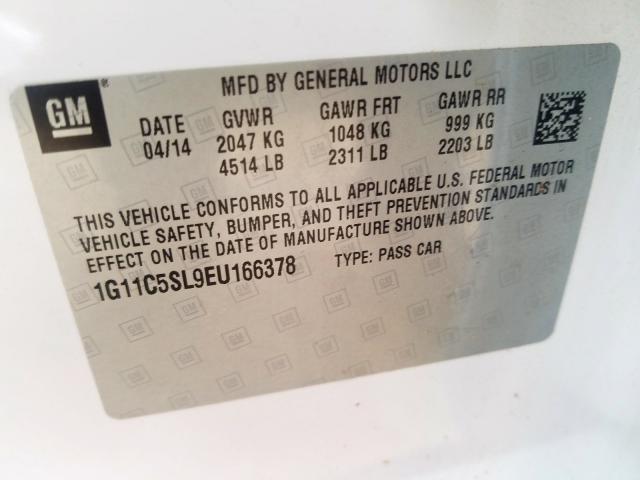 GM
MFD BY GENERAL MOTORS LLC
DATE GVWR GAWR FRT GAWR RR
04/14 2047 KG 1048 KG 999 KG
4514 LB 2311 LB 2203 LB
THIS VEHICLE CONFORMS TO ALL APPLICABLE U.S. FEDERAL MOTOR
VEHICLE SAFETY, BUMPER, AND THEFT PREVENTION STANDARDS IN
EFFECT ON THE DATE OF MANUFACTURE SHOWN ABOVE.
1G11C5SL9EU166378 TYPE: PASS CAR